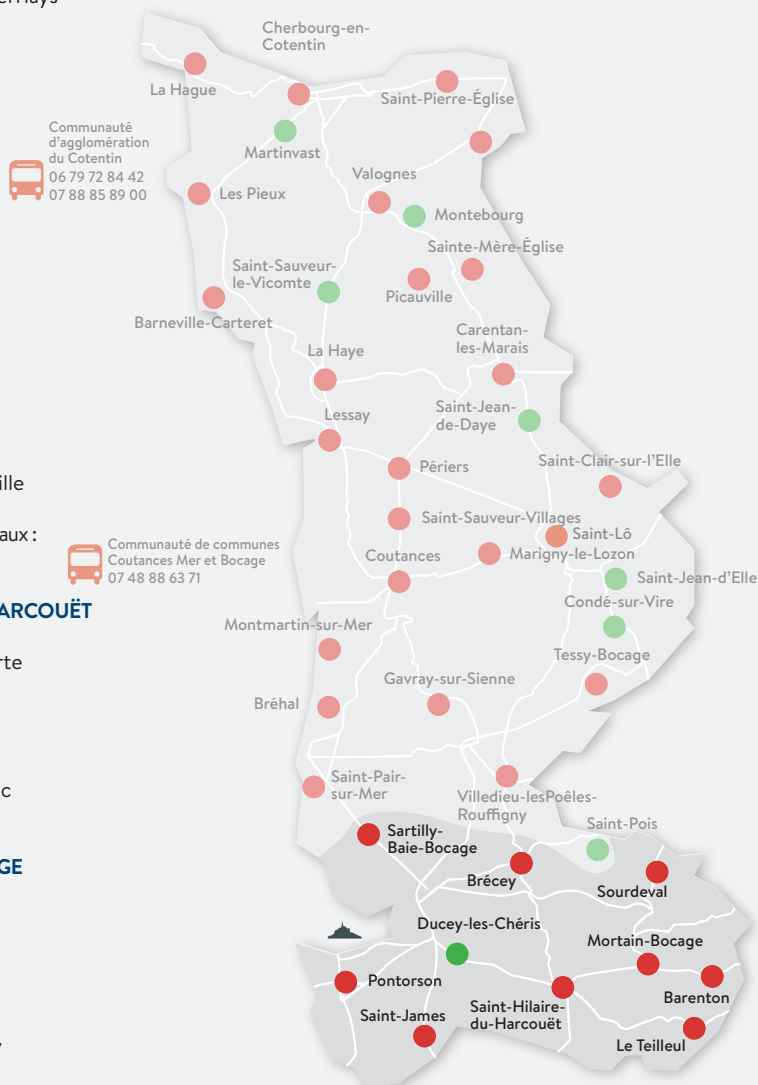 Cherbourg-en-
Cotentin
La Hague
Saint-Pierre-Église
Communauté
d'agglomération
du Cotentin
06 79 72 84 42
07 88 85 89 00
Martinvast
Valognes
Les Pieux
Montebourg
Sainte-Mère-Église
Saint-Sauveur-
le-Vicomte
Picauville
Barneville-Carteret
Carentan-
les-Marais
La Haye
Saint-Jean-
de-Daye
Lessay
Saint-Clair-sur-l'Elle
Périers
ille
Saint-Sauveur-Villages
aux :
Saint-Lô
Communauté de communes
Coutances Mer et Bocage
07 48 88 63 71
Coutances
Marigny-le-Lozon
Saint-Jean-d'Elle
Condé-sur-Vire
ARCOUËT
Montmartin-sur-Mer
Tessy-Bocage
rte
Gavray-sur-Sienne
Bréhal
Saint-Pair-
sur-Mer
c
Villedieu-lesPoêles-
Rouffigny
Saint-Pois
Sartilly-
Baie-Bocage
GE
Brécey
Sourdeval
Ducey-les-Chéris
Mortain-Bocage
Pontorson
Barenton
Saint-James
Saint-Hilaire-
du-Harcouët
Le Teilleul